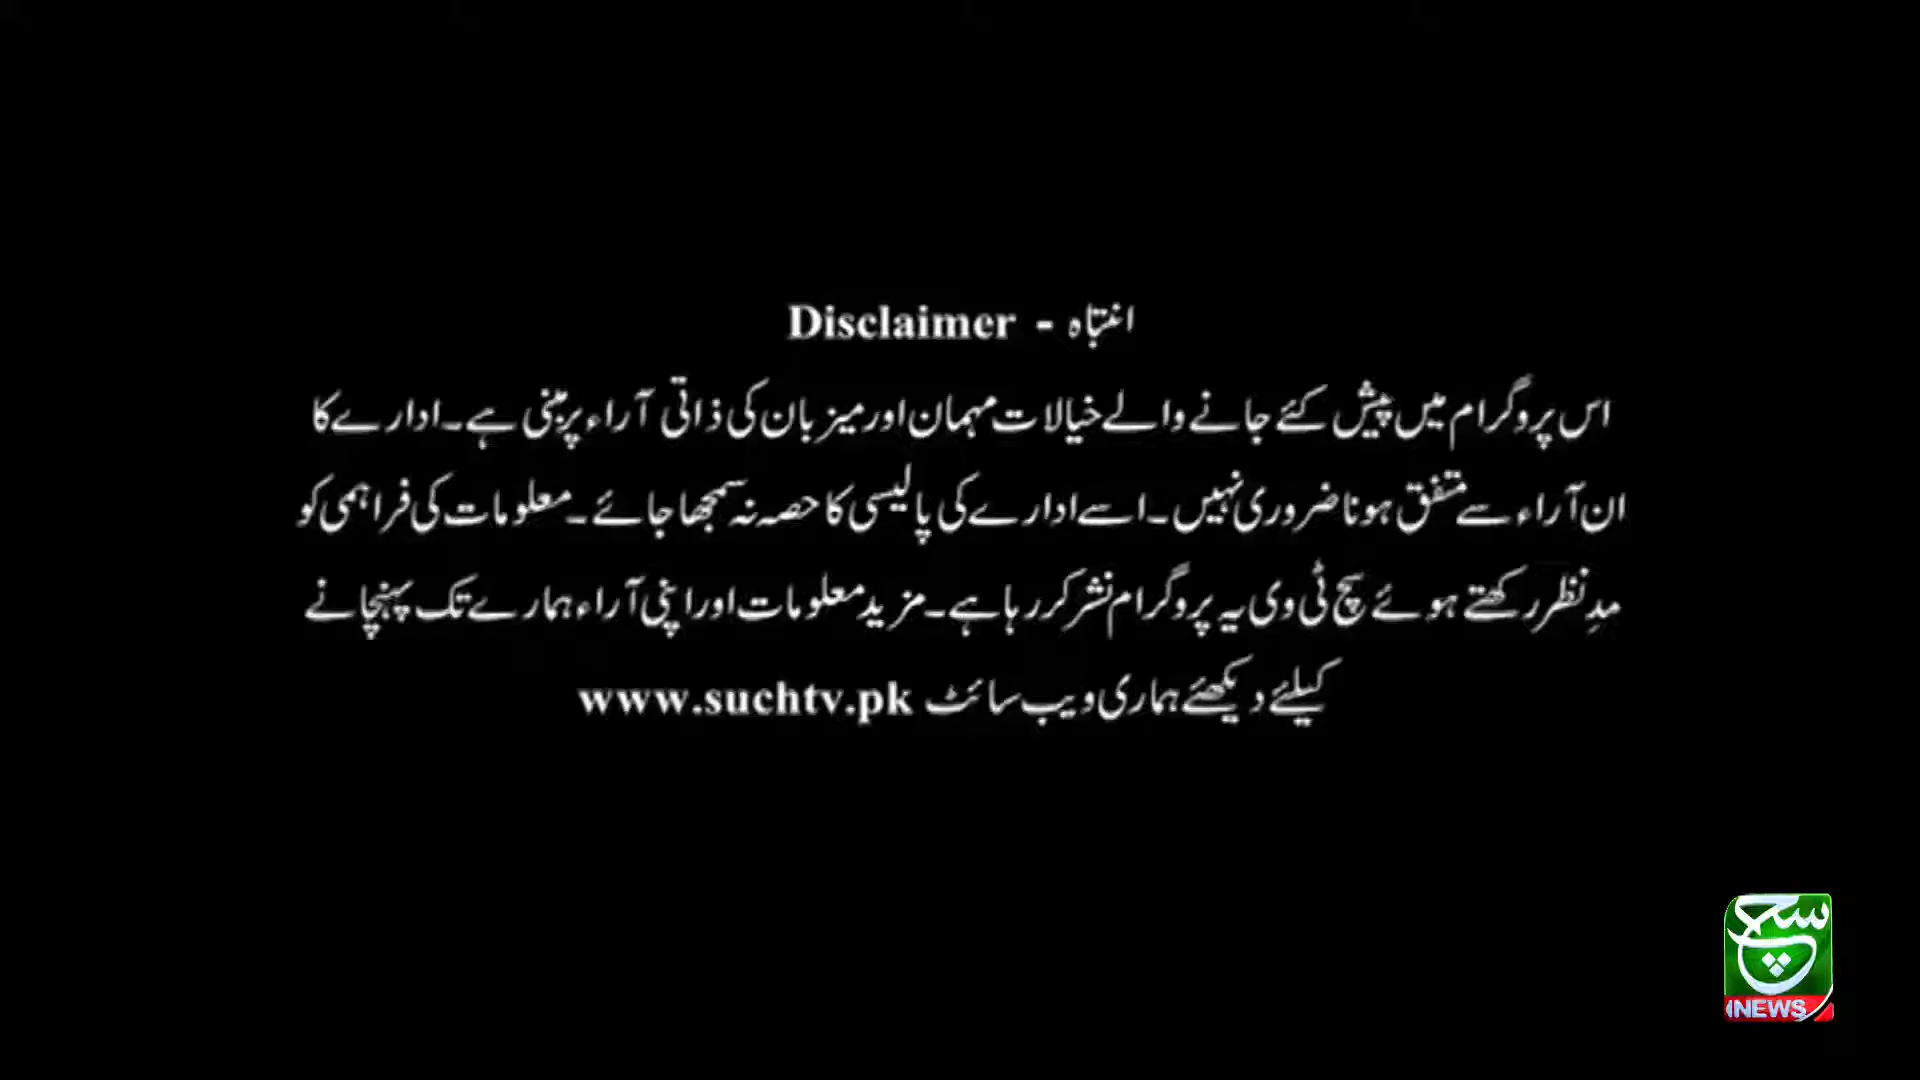 انتباہ - Disclaimer
اس پروگرام میں پیش کئے جانے والے خیالات مہمان اور میزبان کی ذاتی آراء پر مبنی ہے۔ ادارے کا
ان آراء سے متفق ہونا ضروری نہیں۔ اسے ادارے کی پالیسی کا حصہ نہ سمجھا جائے۔ معلومات کی فراہمی کو
مدِنظر رکھتے ہوئے سچ ٹی وی یہ پروگرام نشر کر رہا ہے۔ مزید معلومات اور اپنی آراء ہمارے تک پہنچانے
کیلئے دیکھئے ہماری ویب سائٹ www.suchtv.pk
سچ
NEWS